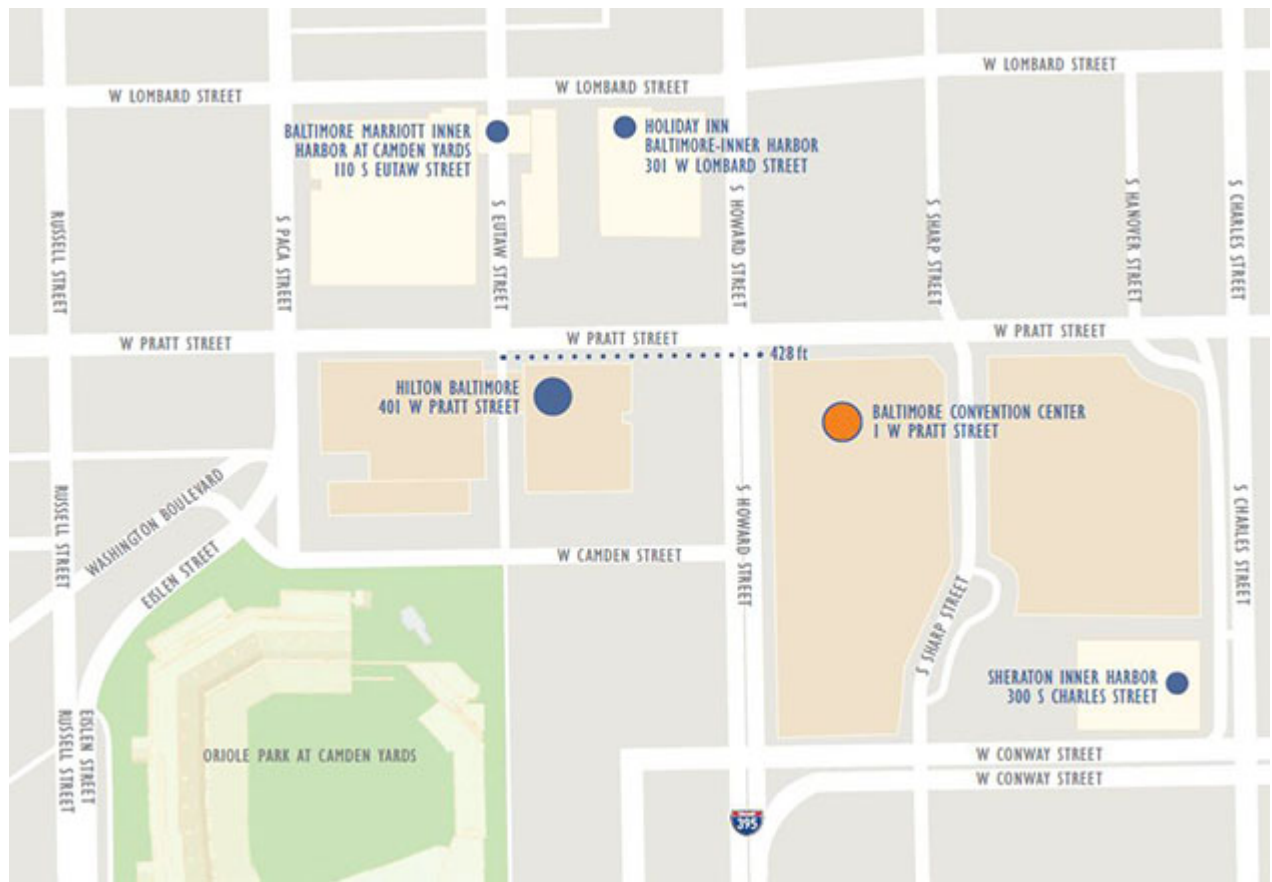 W LOMBARD STREET
W LOMBARD STREET
W LOMBARD STREET
BALTIMORE MARRIOTT INNER
HARBOR AT CAMDEN YARDS
110 S EUTAW STREET
HOLIDAY INN
BALTIMORE-INNER HARBOR
301 W LOMBARD STREET
RUSSELL STREET
S PACA STREET
S EUTAW STREET
S HOWARD STREET
S SHARP STREET
S HANOVER STREET
S CHARLES STREET
W PRATT STREET
W PRATT STREET
W PRATT STREET
428 ft
HILTON BALTIMORE
401 W PRATT STREET
BALTIMORE CONVENTION CENTER
1 W PRATT STREET
RUSSELL STREET
WASHINGTON BOULEVARD
EISLEN STREET
W CAMDEN STREET
S HOWARD STREET
S SHARP STREET
S CHARLES STREET
SHERATON INNER HARBOR
300 S CHARLES STREET
RUSSELL STREET
EISLEN STREET
ORIOLE PARK AT CAMDEN YARDS
W CONWAY STREET
W CONWAY STREET
395